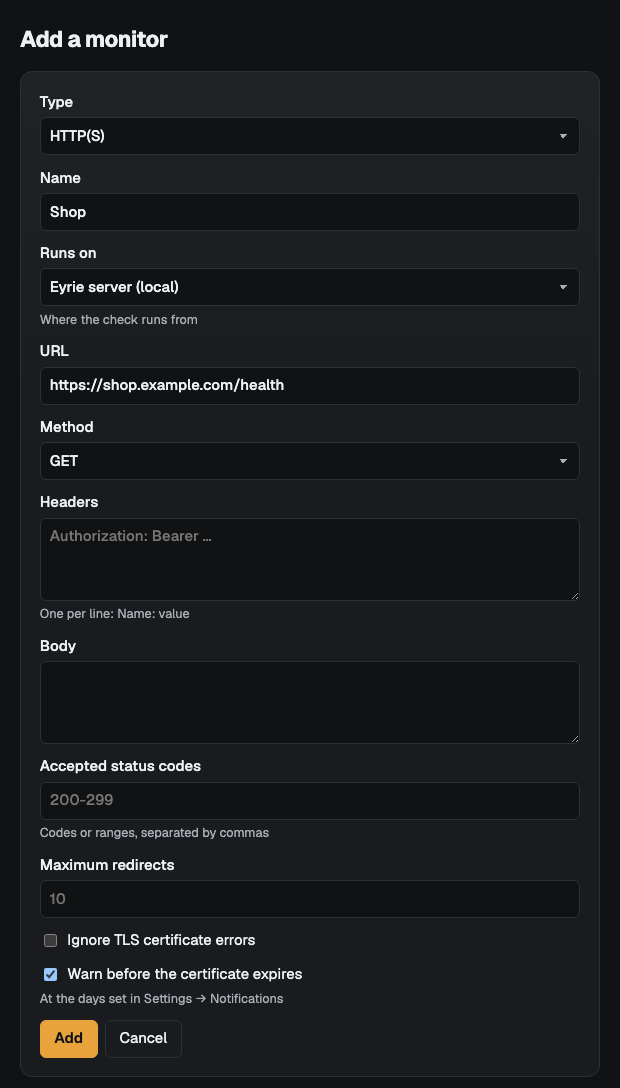 Add a monitor
Type
HTTP(S)
Name
Shop
Runs on
Eyrie server (local)
Where the check runs from
URL
https://shop.example.com/health
Method
GET
Headers
Authorization: Bearer ...
One per line: Name: value
Body
Accepted status codes
200-299
Codes or ranges, separated by commas
Maximum redirects
10
Ignore TLS certificate errors
Warn before the certificate expires
At the days set in Settings → Notifications
Add Cancel